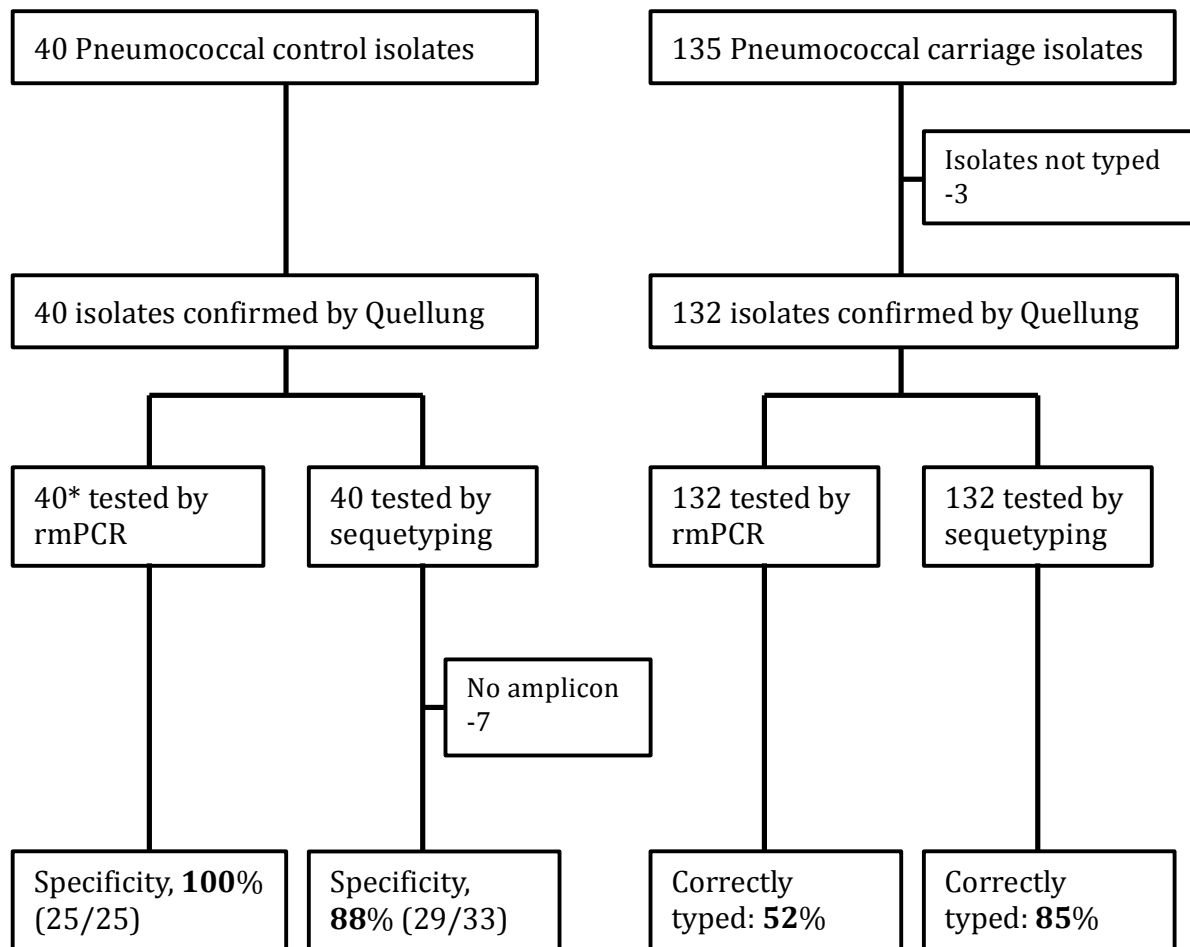 40 Pneumococcal control isolates
135 Pneumococcal carriage isolates
Isolates not typed
-3
40 isolates confirmed by Quellung
132 isolates confirmed by Quellung
40* tested by
rmPCR
40 tested by
sequetyping
132 tested by
rmPCR
132 tested by
sequetyping
No amplicon
-7
Specificity, 100%
(25/25)
Specificity,
88% (29/33)
Correctly
typed: 52%
Correctly
typed: 85%